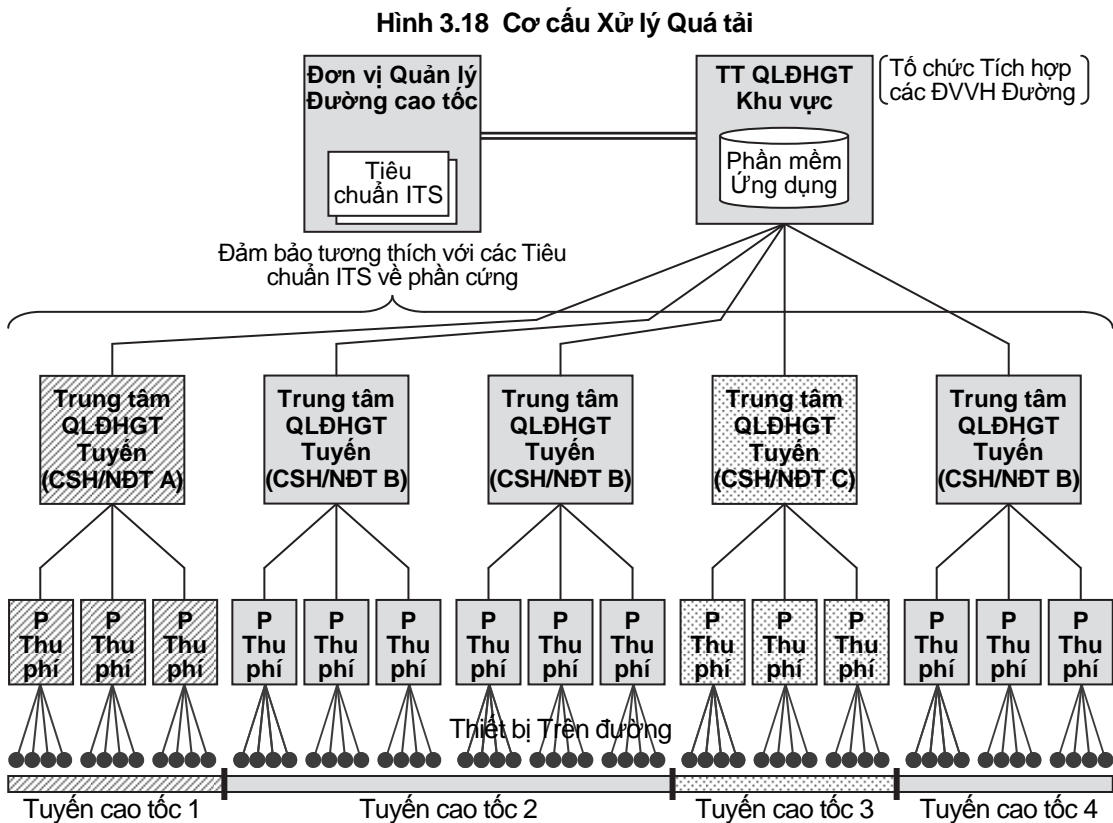 Hình 3.18 Cơ cấu Xử lý Quá tải
Đơn vị Quản lý
Đường cao tốc
Tiêu
chuẩn ITS
TT QLĐHGT
Khu vực
Phần mềm
Ứng dụng
Tổ chức Tích hợp
các ĐVVH Đường
Đảm bảo tương thích với các Tiêu
chuẩn ITS về phần cứng
Trung tâm
QLĐHGT
Tuyến
(CSH/NĐT A)
Trung tâm
QLĐHGT
Tuyến
(CSH/NĐT B)
Trung tâm
QLĐHGT
Tuyến
(CSH/NĐT B)
Trung tâm
QLĐHGT
Tuyến
(CSH/NĐT C)
Trung tâm
QLĐHGT
Tuyến
(CSH/NĐT B)
P
Thu
phí
P
Thu
phí
P
Thu
phí
P
Thu
phí
P
Thu
phí
P
Thu
phí
P
Thu
phí
P
Thu
phí
P
Thu
phí
P
Thu
phí
P
Thu
phí
P
Thu
phí
P
Thu
phí
P
Thu
phí
P
Thu
phí
Thiết bị Trên đường
Tuyến cao tốc 1
Tuyến cao tốc 2
Tuyến cao tốc 3
Tuyến cao tốc 4